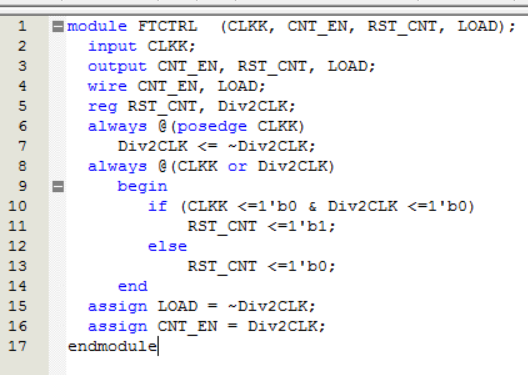 1 module FTCTRL (CLKK, CNT_EN, RST_CNT, LOAD);
2 input CLKK;
3 output CNT_EN, RST_CNT, LOAD;
4 wire CNT_EN, LOAD;
5 reg RST_CNT, Div2CLK;
6 always @(posedge CLKK)
7 Div2CLK <= ~Div2CLK;
8 always @(CLKK or Div2CLK)
9 begin
10 if (CLKK <=1'b0 & Div2CLK <=1'b0)
11 RST_CNT <=1'b1;
12 else
13 RST_CNT <=1'b0;
14 end
15 assign LOAD = ~Div2CLK;
16 assign CNT_EN = Div2CLK;
17 endmodule